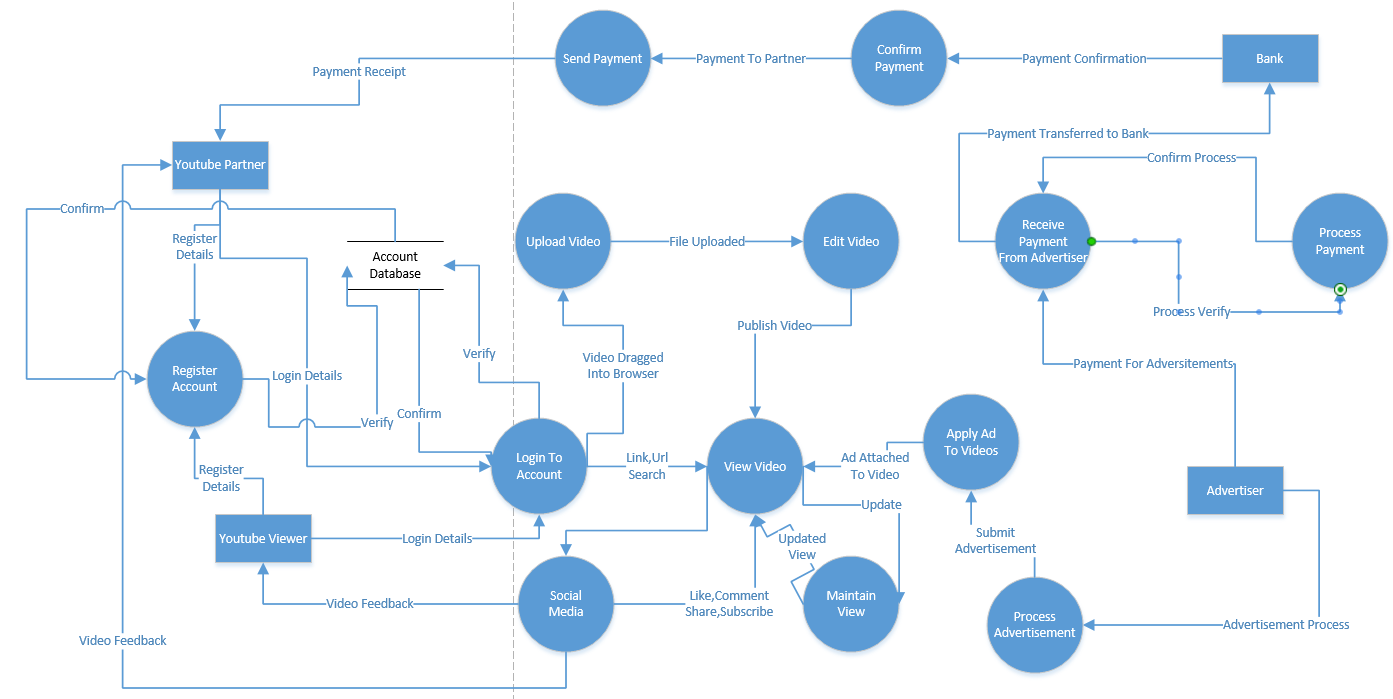 Send Payment
Payment To Partner
Confirm
Payment
Payment Confirmation
Bank
Payment Receipt
Payment Transferred to Bank
Confirm Process
Youtube Partner
Confirm
Register
Details
Account
Database
Upload Video
File Uploaded
Edit Video
Receive
Payment
From Advertiser
Process
Payment
Process Verify
Publish Video
Verify
Video Dragged
Into Browser
Payment For Adversitements
Register
Account
Login Details
Verify
Confirm
Login To
Account
Link,Url
Search
View Video
Ad Attached
To Video
Apply Ad
To Videos
Register
Details
Advertiser
Update
Youtube Viewer
Login Details
Updated
View
Submit
Advertisement
Video Feedback
Social
Media
Like,Comment
Share,Subscribe
Maintain
View
Process
Advertisement
Advertisement Process
Video Feedback